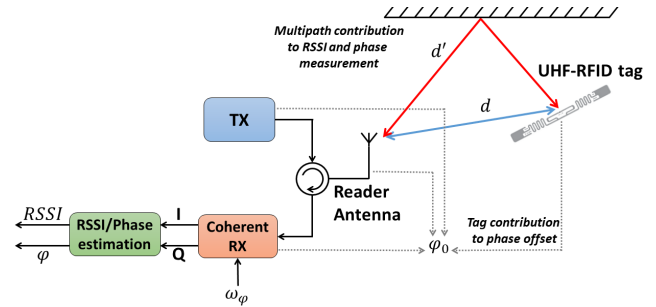 Multipath contribution
to RSSI and phase
measurement
d′
UHF-RFID tag
TX
d
Reader
Antenna
RSSI
RSSI/Phase
estimation
φ
I
Q
Coherent
RX
φ₀
Tag contribution
to phase offset
ω_φ